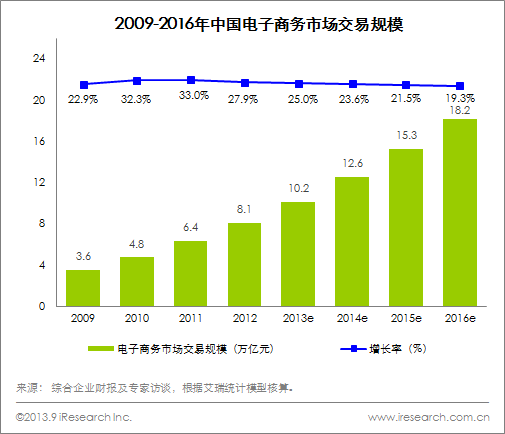 2009-2016年中国电子商务市场交易规模
24
20
16
12
8
4
0
22.9% 32.3% 33.0% 27.9% 25.0% 23.6% 21.5% 19.3%
3.6 4.8 6.4 8.1 10.2 12.6 15.3 18.2
2009 2010 2011 2012 2013e 2014e 2015e 2016e
电子商务市场交易规模（万亿元） 增长率（%）
来源：综合企业财报及专家访谈，根据艾瑞统计模型核算。
©2013.9 iResearch Inc. www.iresearch.com.cn